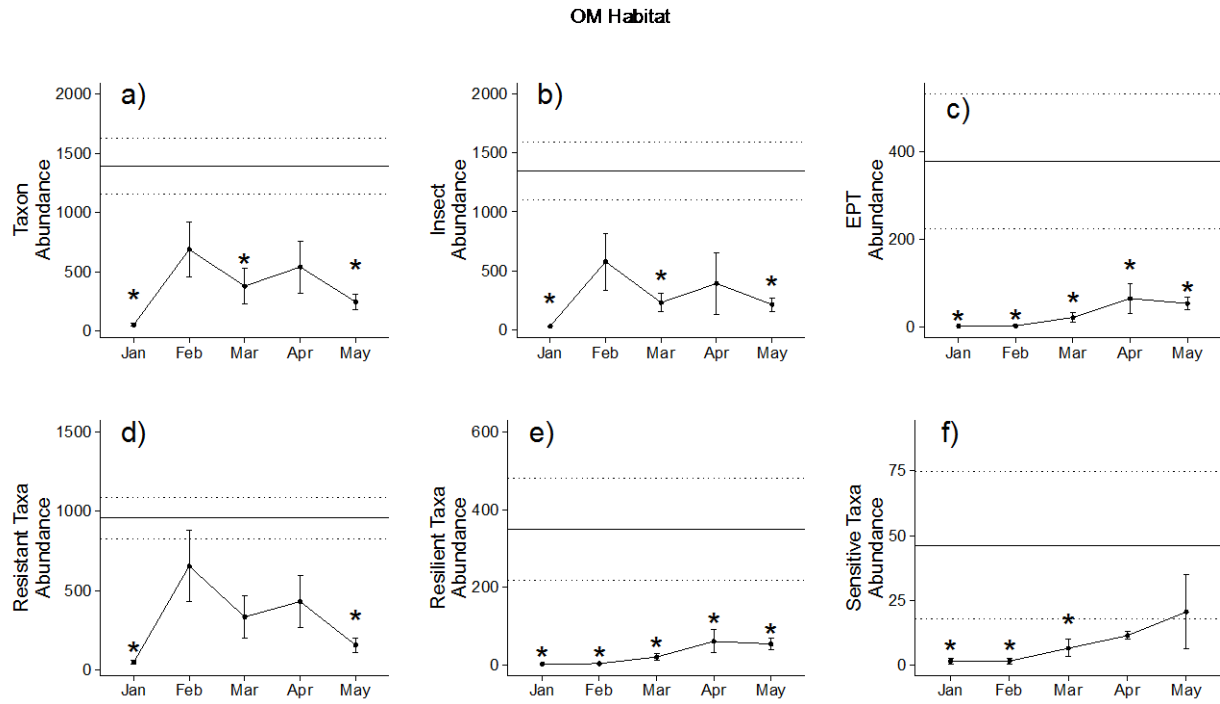 OM Habitat
a)
Taxon
Abundance
2000
1500
1000
500
0
*
*
*
Jan Feb Mar Apr May
b)
Insect
Abundance
2000
1500
1000
500
0
*
*
*
Jan Feb Mar Apr May
c)
EPT
Abundance
400
200
0
*
*
*
*
*
Jan Feb Mar Apr May
d)
Resistant Taxa
Abundance
1500
1000
500
0
*
*
Jan Feb Mar Apr May
e)
Resilient Taxa
Abundance
600
400
200
0
*
*
*
*
*
Jan Feb Mar Apr May
f)
Sensitive Taxa
Abundance
75
50
25
0
*
*
*
Jan Feb Mar Apr May